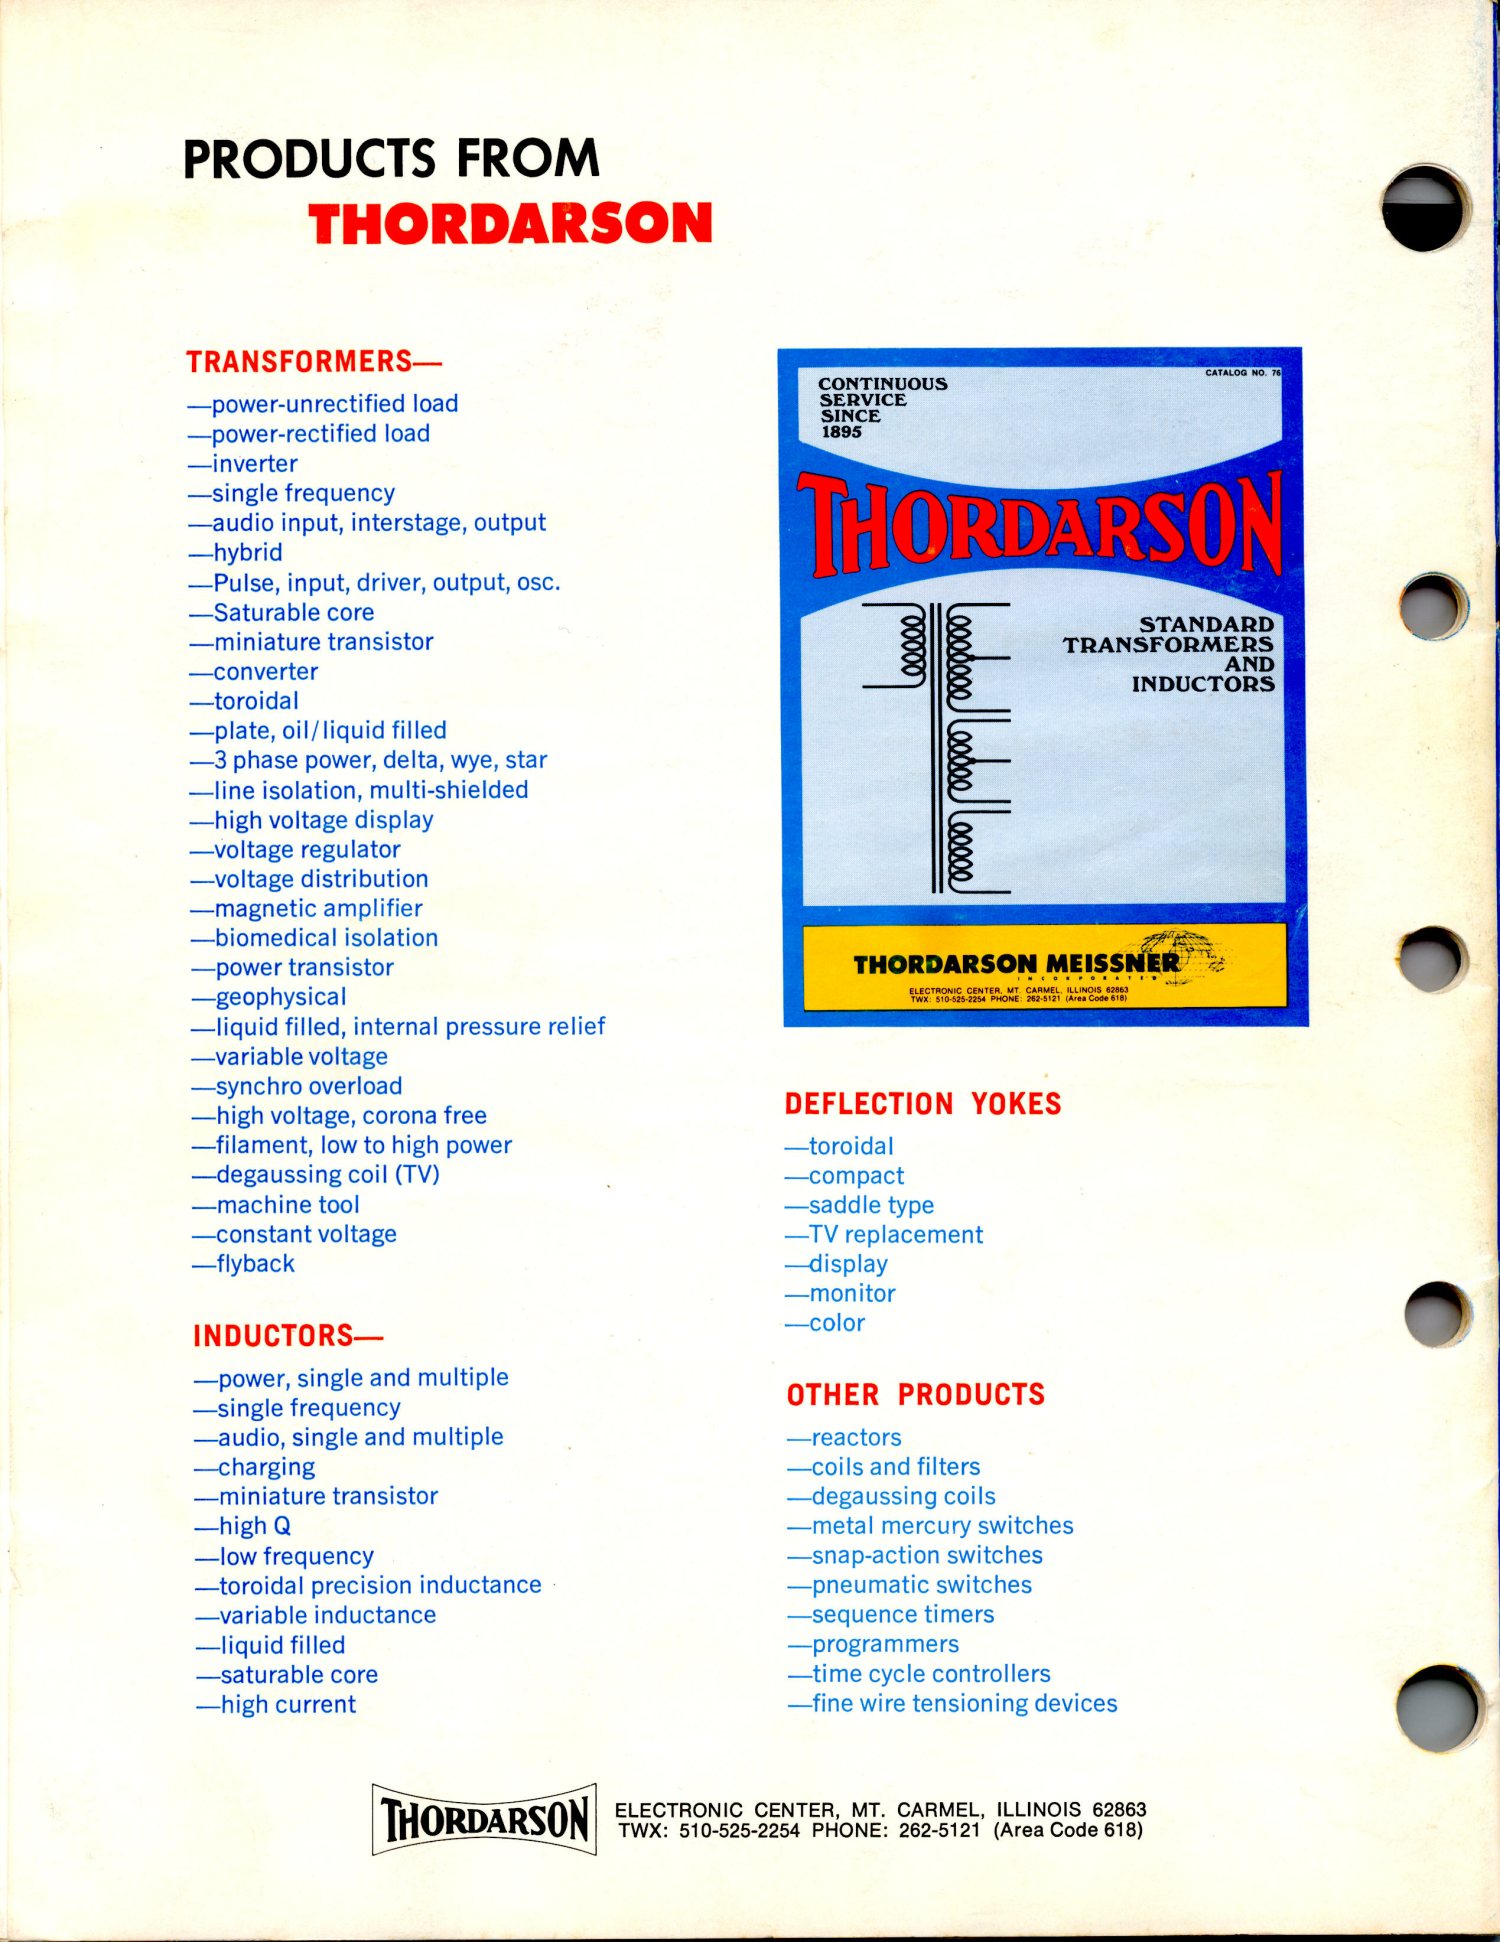 PRODUCTS FROM
THORDARSON
TRANSFORMERS—
—power-unrectified load
—power-rectified load
—inverter
—single frequency
—audio input, interstage, output
—hybrid
—Pulse, input, driver, output, osc.
—Saturable core
—miniature transistor
—converter
—toroidal
—plate, oil/liquid filled
—3 phase power, delta, wye, star
—line isolation, multi-shielded
—high voltage display
—voltage regulator
—voltage distribution
—magnetic amplifier
—biomedical isolation
—power transistor
—geophysical
—liquid filled, internal pressure relief
—variable voltage
—synchro overload
—high voltage, corona free
—filament, low to high power
—degaussing coil (TV)
—machine tool
—constant voltage
—flyback
INDUCTORS—
—power, single and multiple
—single frequency
—audio, single and multiple
—charging
—miniature transistor
—high Q
—low frequency
—toroidal precision inductance
—variable inductance
—liquid filled
—saturable core
—high current
CATALOG NO. 76
CONTINUOUS
SERVICE
SINCE
1895
THORDARSON
STANDARD
TRANSFORMERS
AND
INDUCTORS
THORDARSON MEISSNER
INCORPORATED
ELECTRONIC CENTER, MT. CARMEL, ILLINOIS 62863
TWX: 510-525-2254 PHONE: 262-5121 (Area Code 618)
DEFLECTION YOKES
—toroidal
—compact
—saddle type
—TV replacement
—display
—monitor
—color
OTHER PRODUCTS
—reactors
—coils and filters
—degaussing coils
—metal mercury switches
—snap-action switches
—pneumatic switches
—sequence timers
—programmers
—time cycle controllers
—fine wire tensioning devices
THORDARSON
ELECTRONIC CENTER, MT. CARMEL, ILLINOIS 62863
TWX: 510-525-2254 PHONE: 262-5121 (Area Code 618)